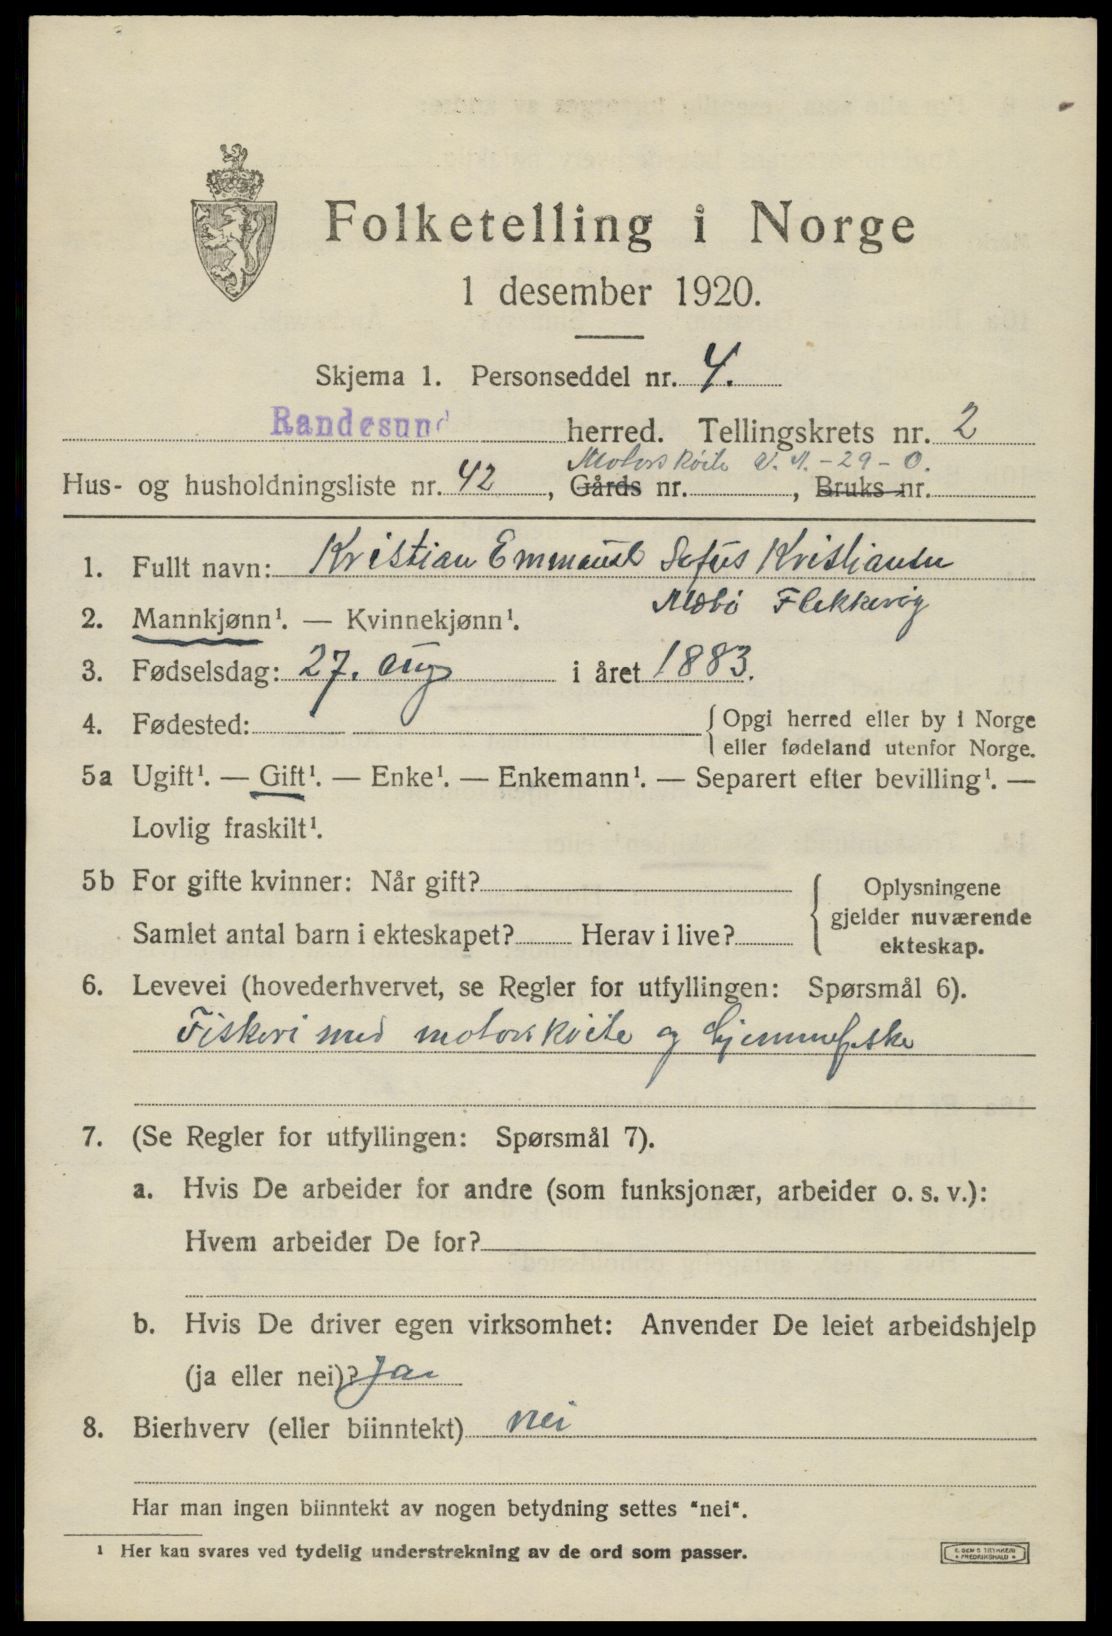 Folketelling i Norge
1 desember 1920.
Skjema 1. Personseddel nr. 4.
Randesund herred. Tellingskrets nr. 2
Motorskøite V. A. - 29 - O.
Hus- og husholdningsliste nr. 42, Gårds nr. , Bruks nr.
1. Fullt navn: Kristian Emmanuel Sefus Kristiansen
Mæbø Flekkerøy
2. Mannkjønn¹. — Kvinnekjønn¹.
3. Fødselsdag: 27. aug i året 1883.
4. Fødested: { Opgi herred eller by i Norge
eller fødeland utenfor Norge.
5a Ugift¹. — Gift¹. — Enke¹. — Enkemann¹. — Separert efter bevilling¹. —
Lovlig fraskilt¹.
5b For gifte kvinner: Når gift?
Samlet antal barn i ekteskapet? Herav i live?
{ Oplysningene
gjelder nuværende
ekteskap.
6. Levevei (hovederhvervet, se Regler for utfyllingen: Spørsmål 6).
Fiskeri med motorskøite og hjemmefiske
7. (Se Regler for utfyllingen: Spørsmål 7).
a. Hvis De arbeider for andre (som funksjonær, arbeider o. s. v.):
Hvem arbeider De for?
b. Hvis De driver egen virksomhet: Anvender De leiet arbeidshjelp
(ja eller nei)? Ja
8. Bierhverv (eller biinntekt) nei
Har man ingen biinntekt av nogen betydning settes "nei".
¹ Her kan svares ved tydelig understrekning av de ord som passer.